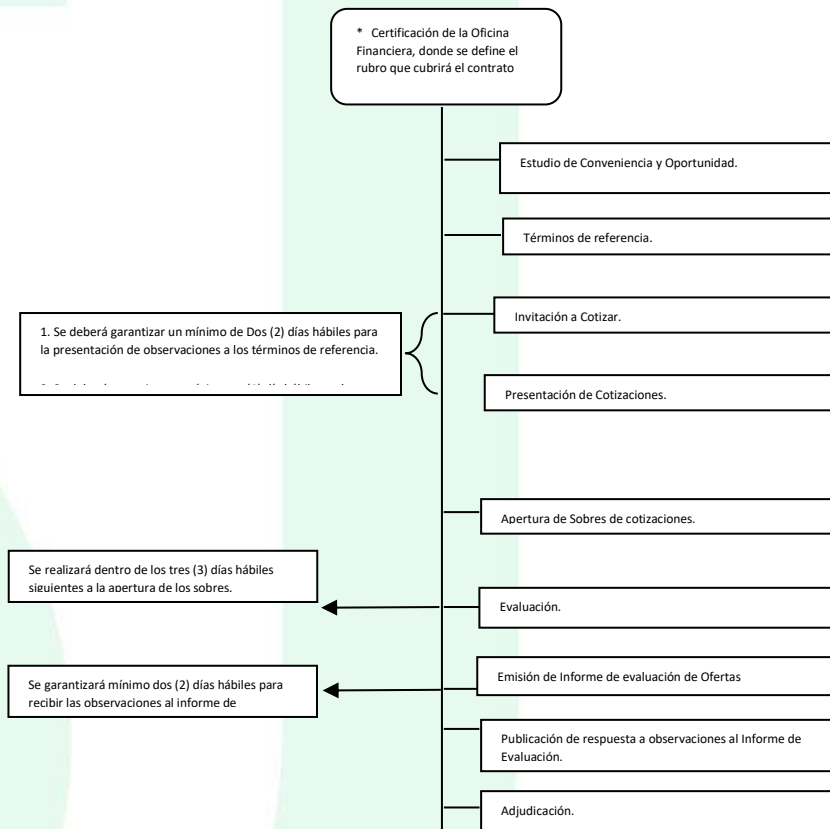 * Certificación de la Oficina
Financiera, donde se define el
rubro que cubrirá el contrato
Estudio de Conveniencia y Oportunidad.
Términos de referencia.
Invitación a Cotizar.
1. Se deberá garantizar un mínimo de Dos (2) días hábiles para
la presentación de observaciones a los términos de referencia.
Presentación de Cotizaciones.
Apertura de Sobres de cotizaciones.
Se realizará dentro de los tres (3) días hábiles
siguientes a la apertura de los sobres.
Evaluación.
Emisión de Informe de evaluación de Ofertas
Se garantizará mínimo dos (2) días hábiles para
recibir las observaciones al informe de
Publicación de respuesta a observaciones al Informe de
Evaluación.
Adjudicación.